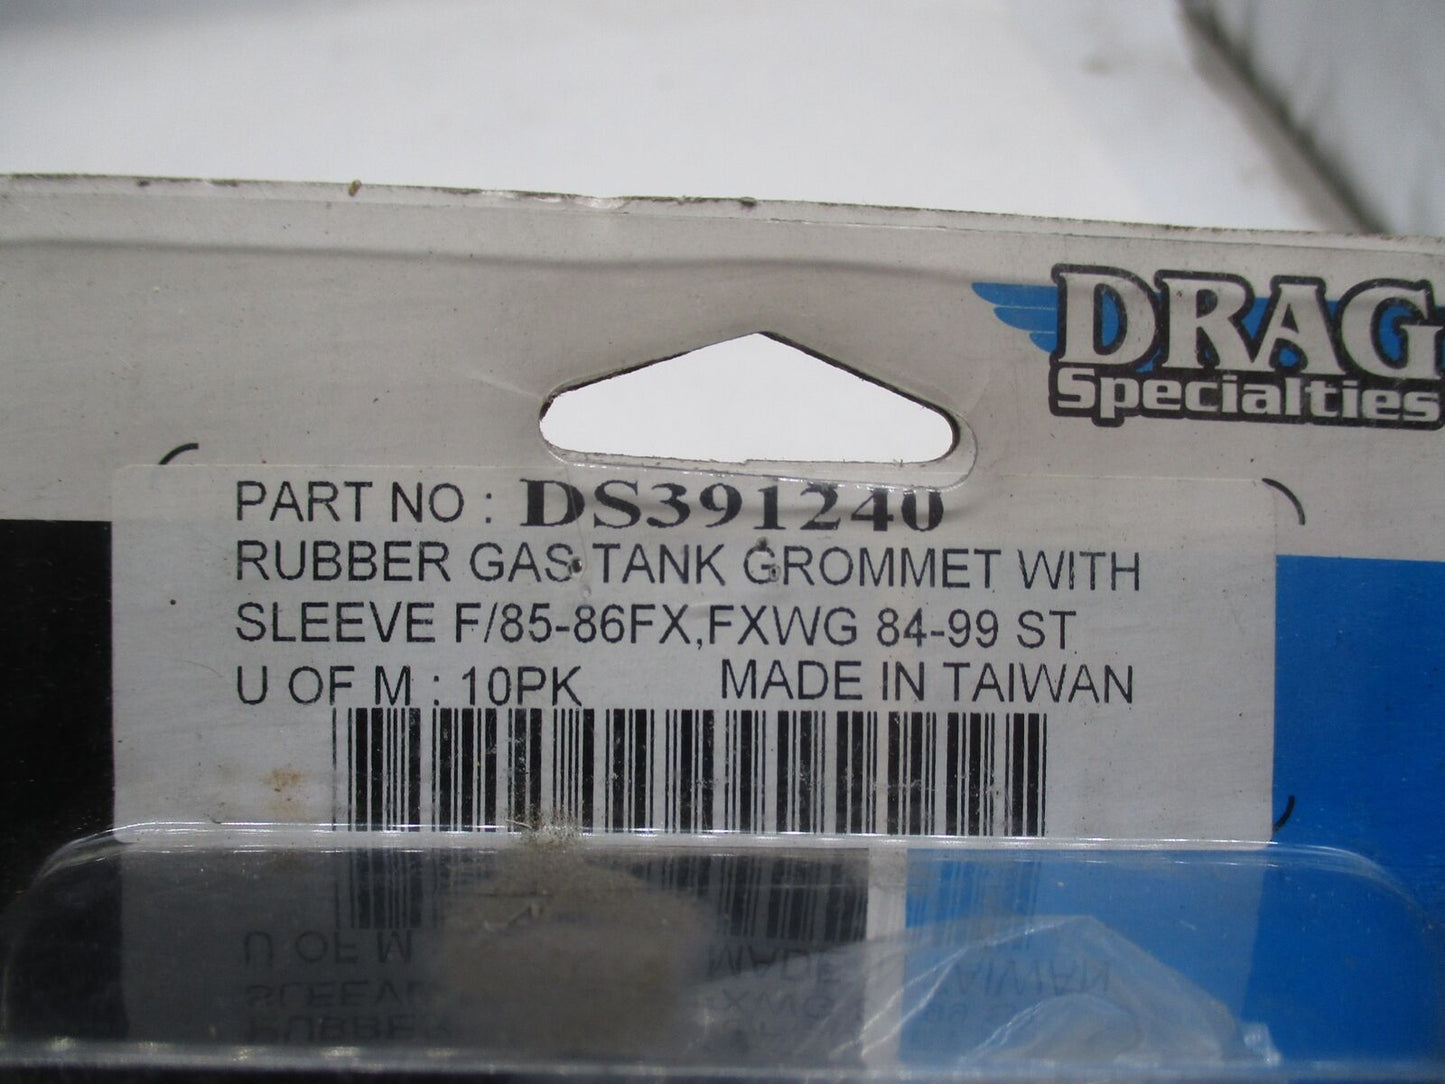 DRAG
Specialties
PART NO : DS391240
RUBBER GAS TANK GROMMET WITH
SLEEVE F/85-86FX,FXWG 84-99 ST
U OF M : 10PK MADE IN TAIWAN